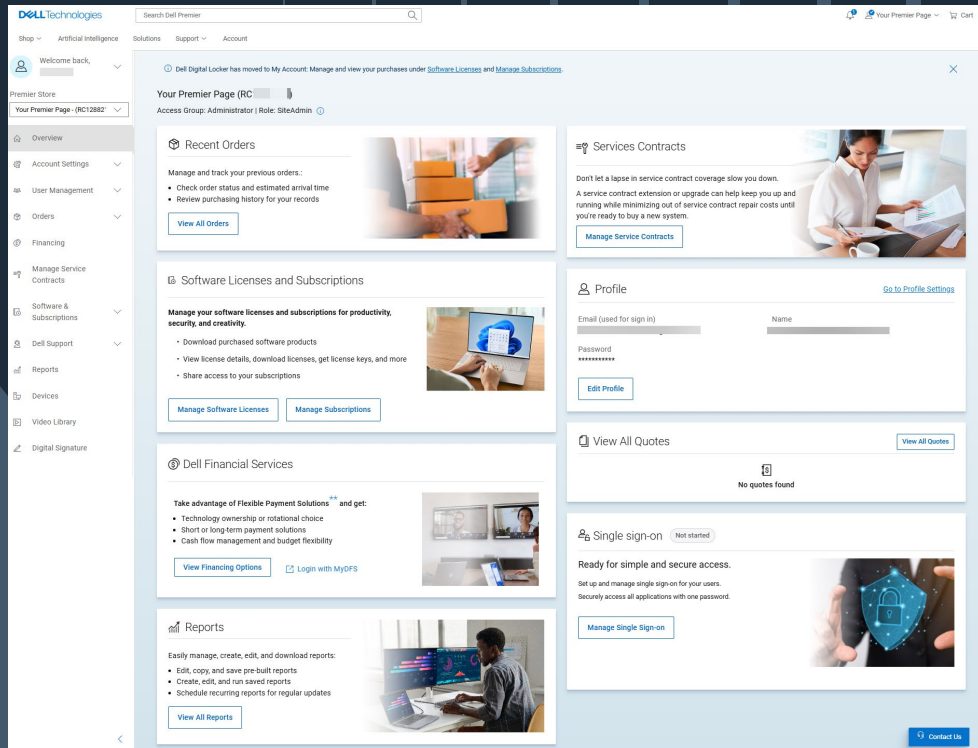 DELLTechnologies
Search Dell Premier
Your Premier Page
Cart
Shop
Artificial Intelligence
Solutions
Support
Account
Welcome back,
Premier Store
Your Premier Page - (RC12882
Overview
Account Settings
User Management
Orders
Financing
Manage Service
Contracts
Software &
Subscriptions
Dell Support
Reports
Devices
Video Library
Digital Signature
Dell Digital Locker has moved to My Account: Manage and view your purchases under Software Licenses and Manage Subscriptions.
Your Premier Page (RC
Access Group: Administrator | Role: SiteAdmin
Recent Orders
Manage and track your previous orders.:
• Check order status and estimated arrival time
• Review purchasing history for your records
View All Orders
Software Licenses and Subscriptions
Manage your software licenses and subscriptions for productivity,
security, and creativity.
• Download purchased software products
• View license details, download licenses, get license keys, and more
• Share access to your subscriptions
Manage Software Licenses
Manage Subscriptions
Dell Financial Services
Take advantage of Flexible Payment Solutions** and get:
• Technology ownership or rotational choice
• Short or long-term payment solutions
• Cash flow management and budget flexibility
View Financing Options
Login with MyDFS
Reports
Easily manage, create, edit, and download reports:
• Edit, copy, and save pre-built reports
• Create, edit, and run saved reports
• Schedule recurring reports for regular updates
View All Reports
Services Contracts
Don't let a lapse in service contract coverage slow you down.
A service contract extension or upgrade can help keep you up and
running while minimizing out of service contract repair costs until
you're ready to buy a new system.
Manage Service Contracts
Profile
Go to Profile Settings
Email (used for sign in)
Name
Password
***********
Edit Profile
View All Quotes
View All Quotes
No quotes found
Single sign-on
Not started
Ready for simple and secure access.
Set up and manage single sign-on for your users.
Securely access all applications with one password.
Manage Single Sign-on
Contact Us